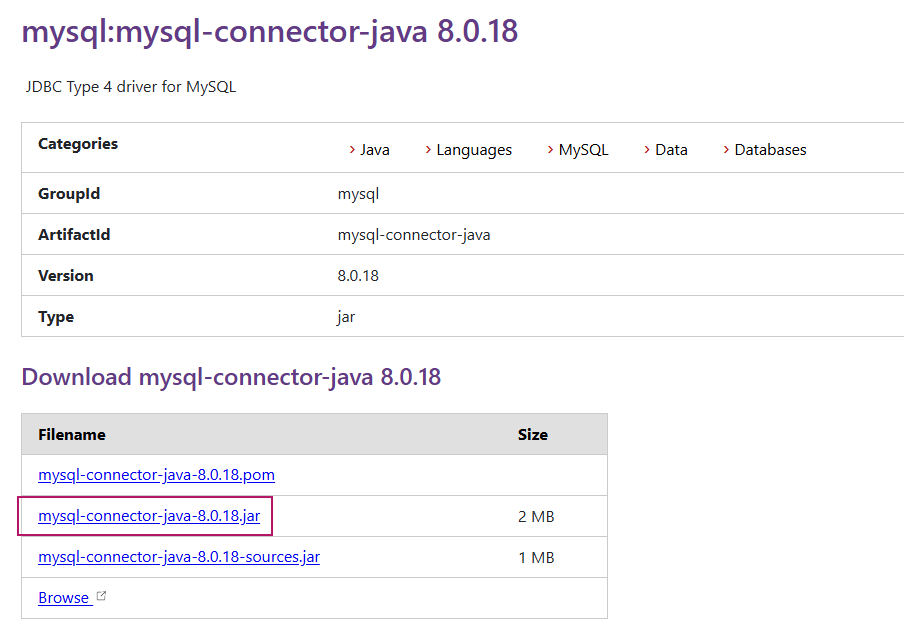 mysql:mysql-connector-java 8.0.18
JDBC Type 4 driver for MySQL
Categories › Java › Languages › MySQL › Data › Databases
GroupId mysql
ArtifactId mysql-connector-java
Version 8.0.18
Type jar
Download mysql-connector-java 8.0.18
Filename Size
mysql-connector-java-8.0.18.pom
mysql-connector-java-8.0.18.jar 2 MB
mysql-connector-java-8.0.18-sources.jar 1 MB
Browse